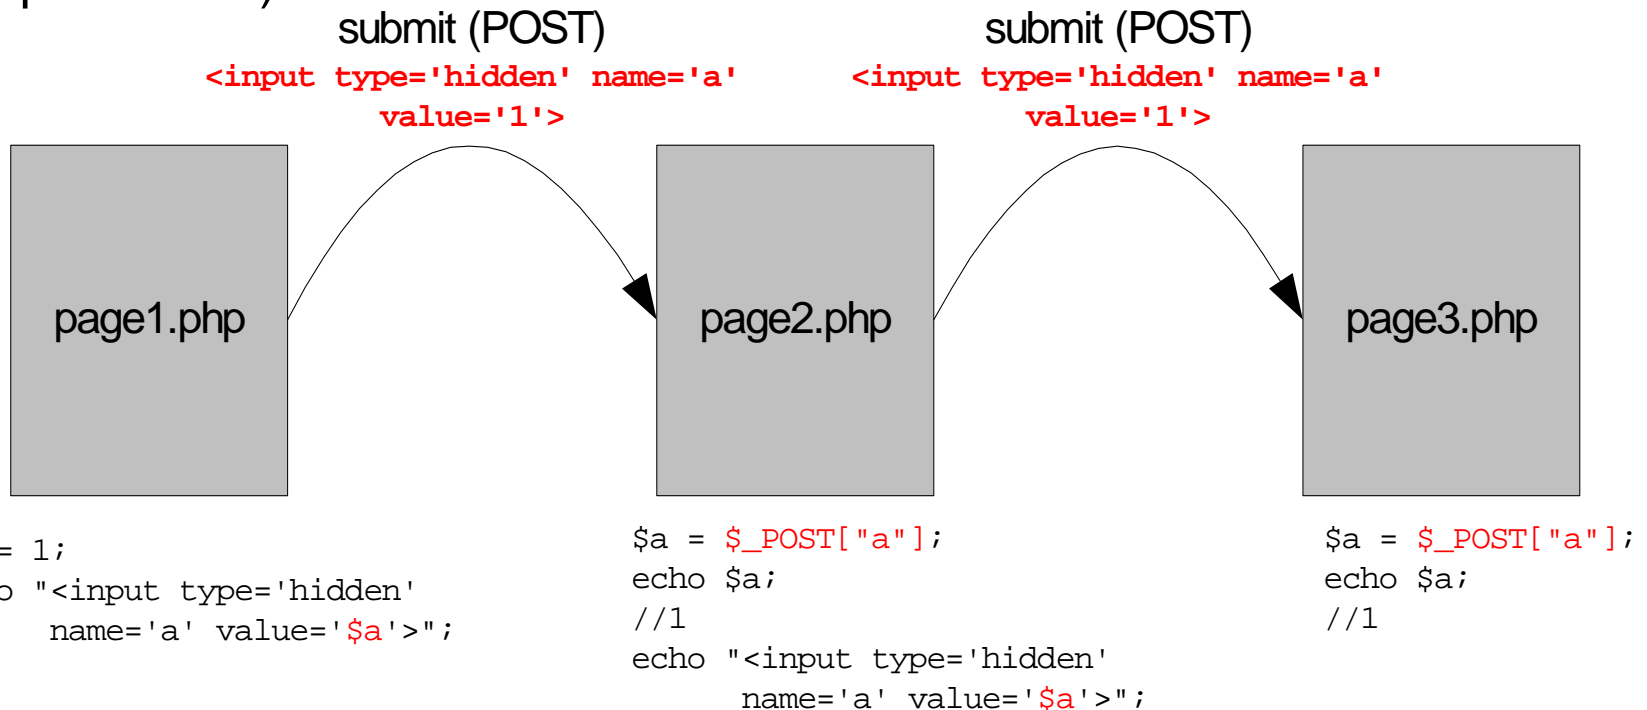 submit (POST)
<input type='hidden' name='a'
value='1'>
submit (POST)
<input type='hidden' name='a'
value='1'>
page1.php
page2.php
page3.php
= 1;
"<input type='hidden'
name='a' value='$a'>";
$a = $_POST["a"];
echo $a;
//1
echo "<input type='hidden'
name='a' value='$a'>";
$a = $_POST["a"];
echo $a;
//1